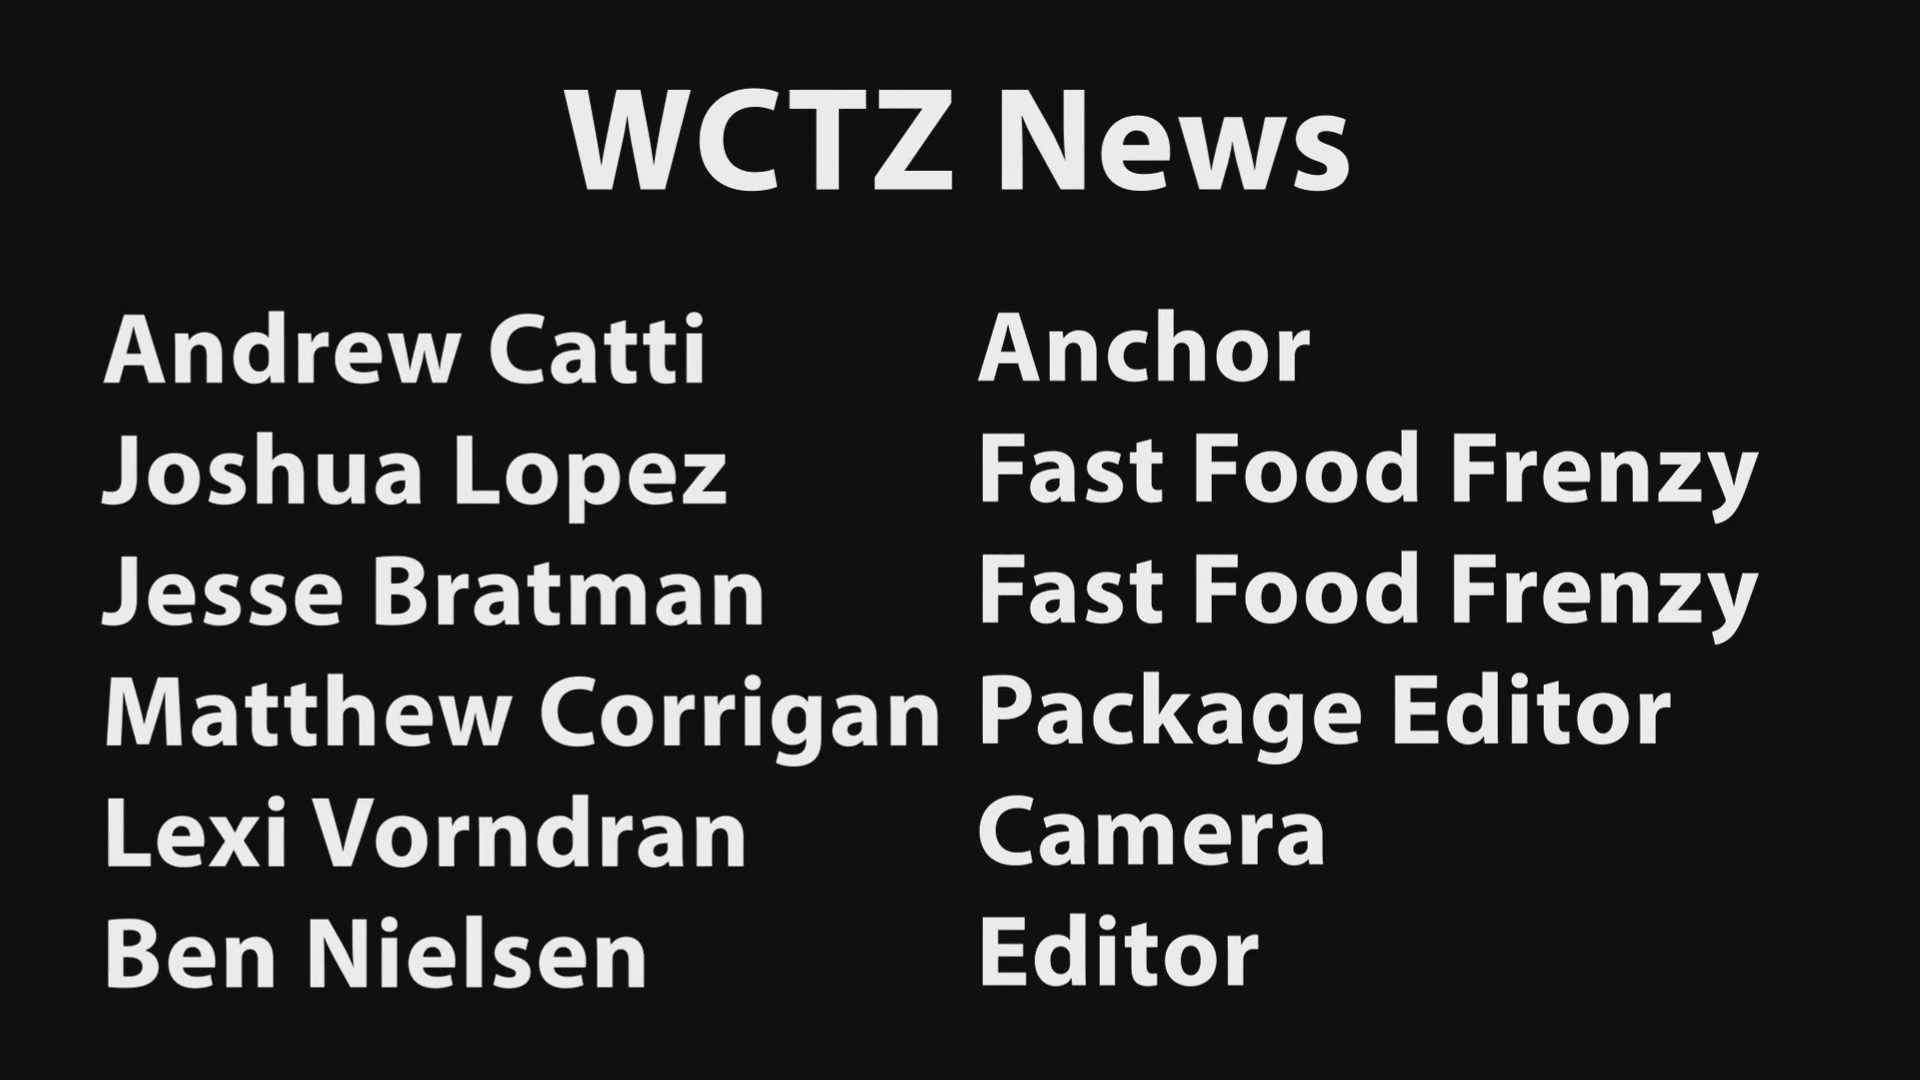 WCTZ News
Andrew Catti Anchor
Joshua Lopez Fast Food Frenzy
Jesse Bratman Fast Food Frenzy
Matthew Corrigan Package Editor
Lexi Vorndran Camera
Ben Nielsen Editor